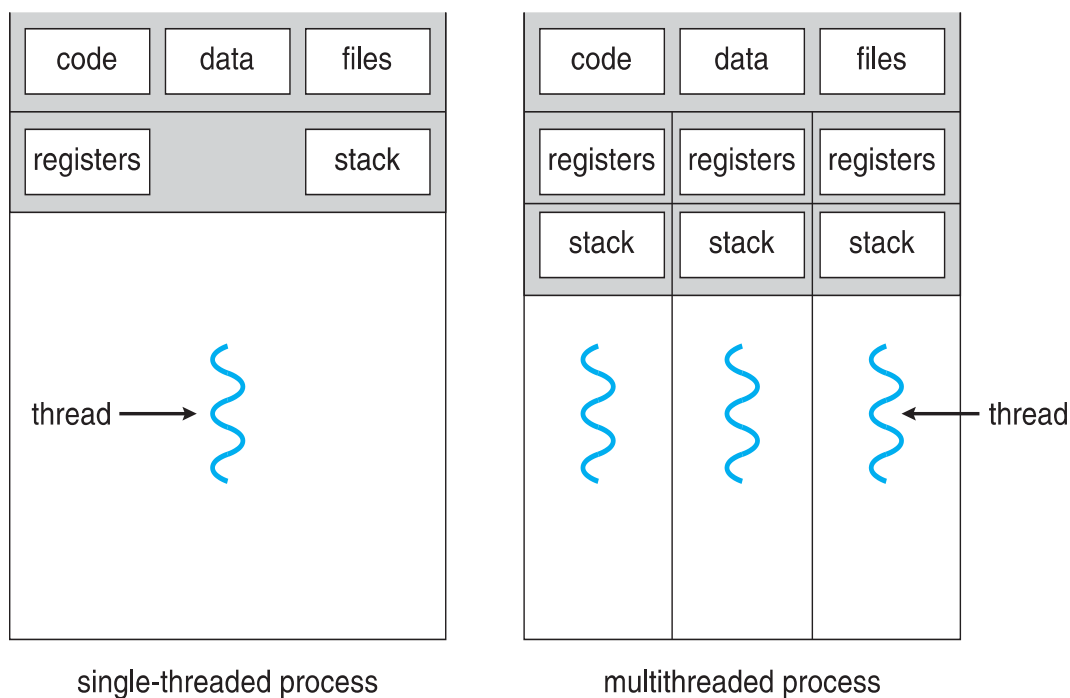 code data files
registers stack
thread
single-threaded process
code data files
registers registers registers
stack stack stack
thread
multithreaded process